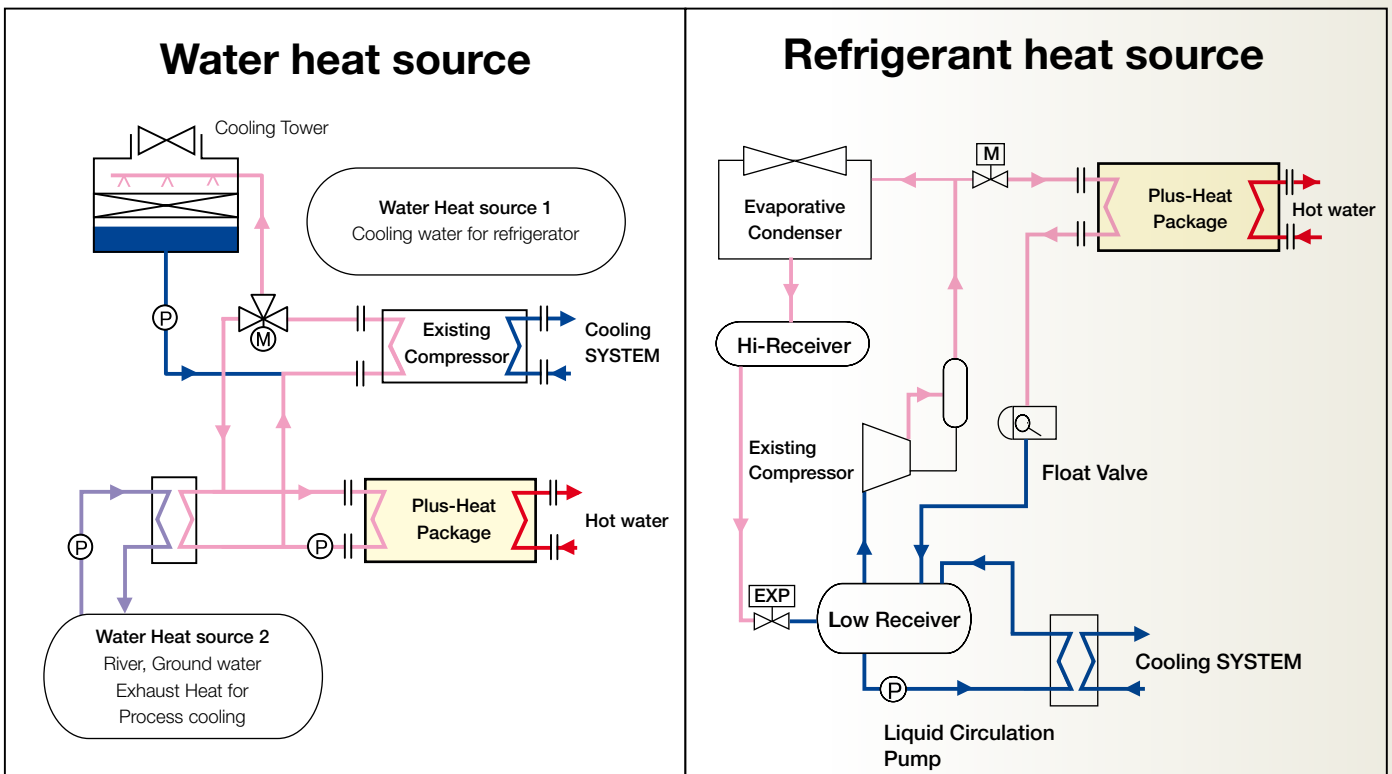 Water heat source
Cooling Tower
Water Heat source 1
Cooling water for refrigerator
P
M
Existing
Compressor
Cooling
SYSTEM
P
P
Plus-Heat
Package
Hot water
Water Heat source 2
River, Ground water
Exhaust Heat for
Process cooling
Refrigerant heat source
M
Evaporative
Condenser
Plus-Heat
Package
Hot water
Hi-Receiver
Existing
Compressor
Float Valve
EXP
Low Receiver
P
Cooling SYSTEM
Liquid Circulation
Pump